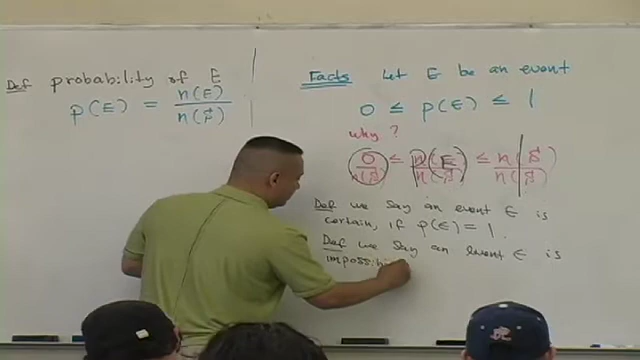 Def probability of E
p(E) = n(E)/n(S)
Facts Let E be an event
0 ≤ p(E) ≤ 1
why?
0/n(S) ≤ n(E)/n(S) ≤ n(S)/n(S)
Def we say an event E is
certain, if p(E) = 1.
Def we say an event E is
impossib